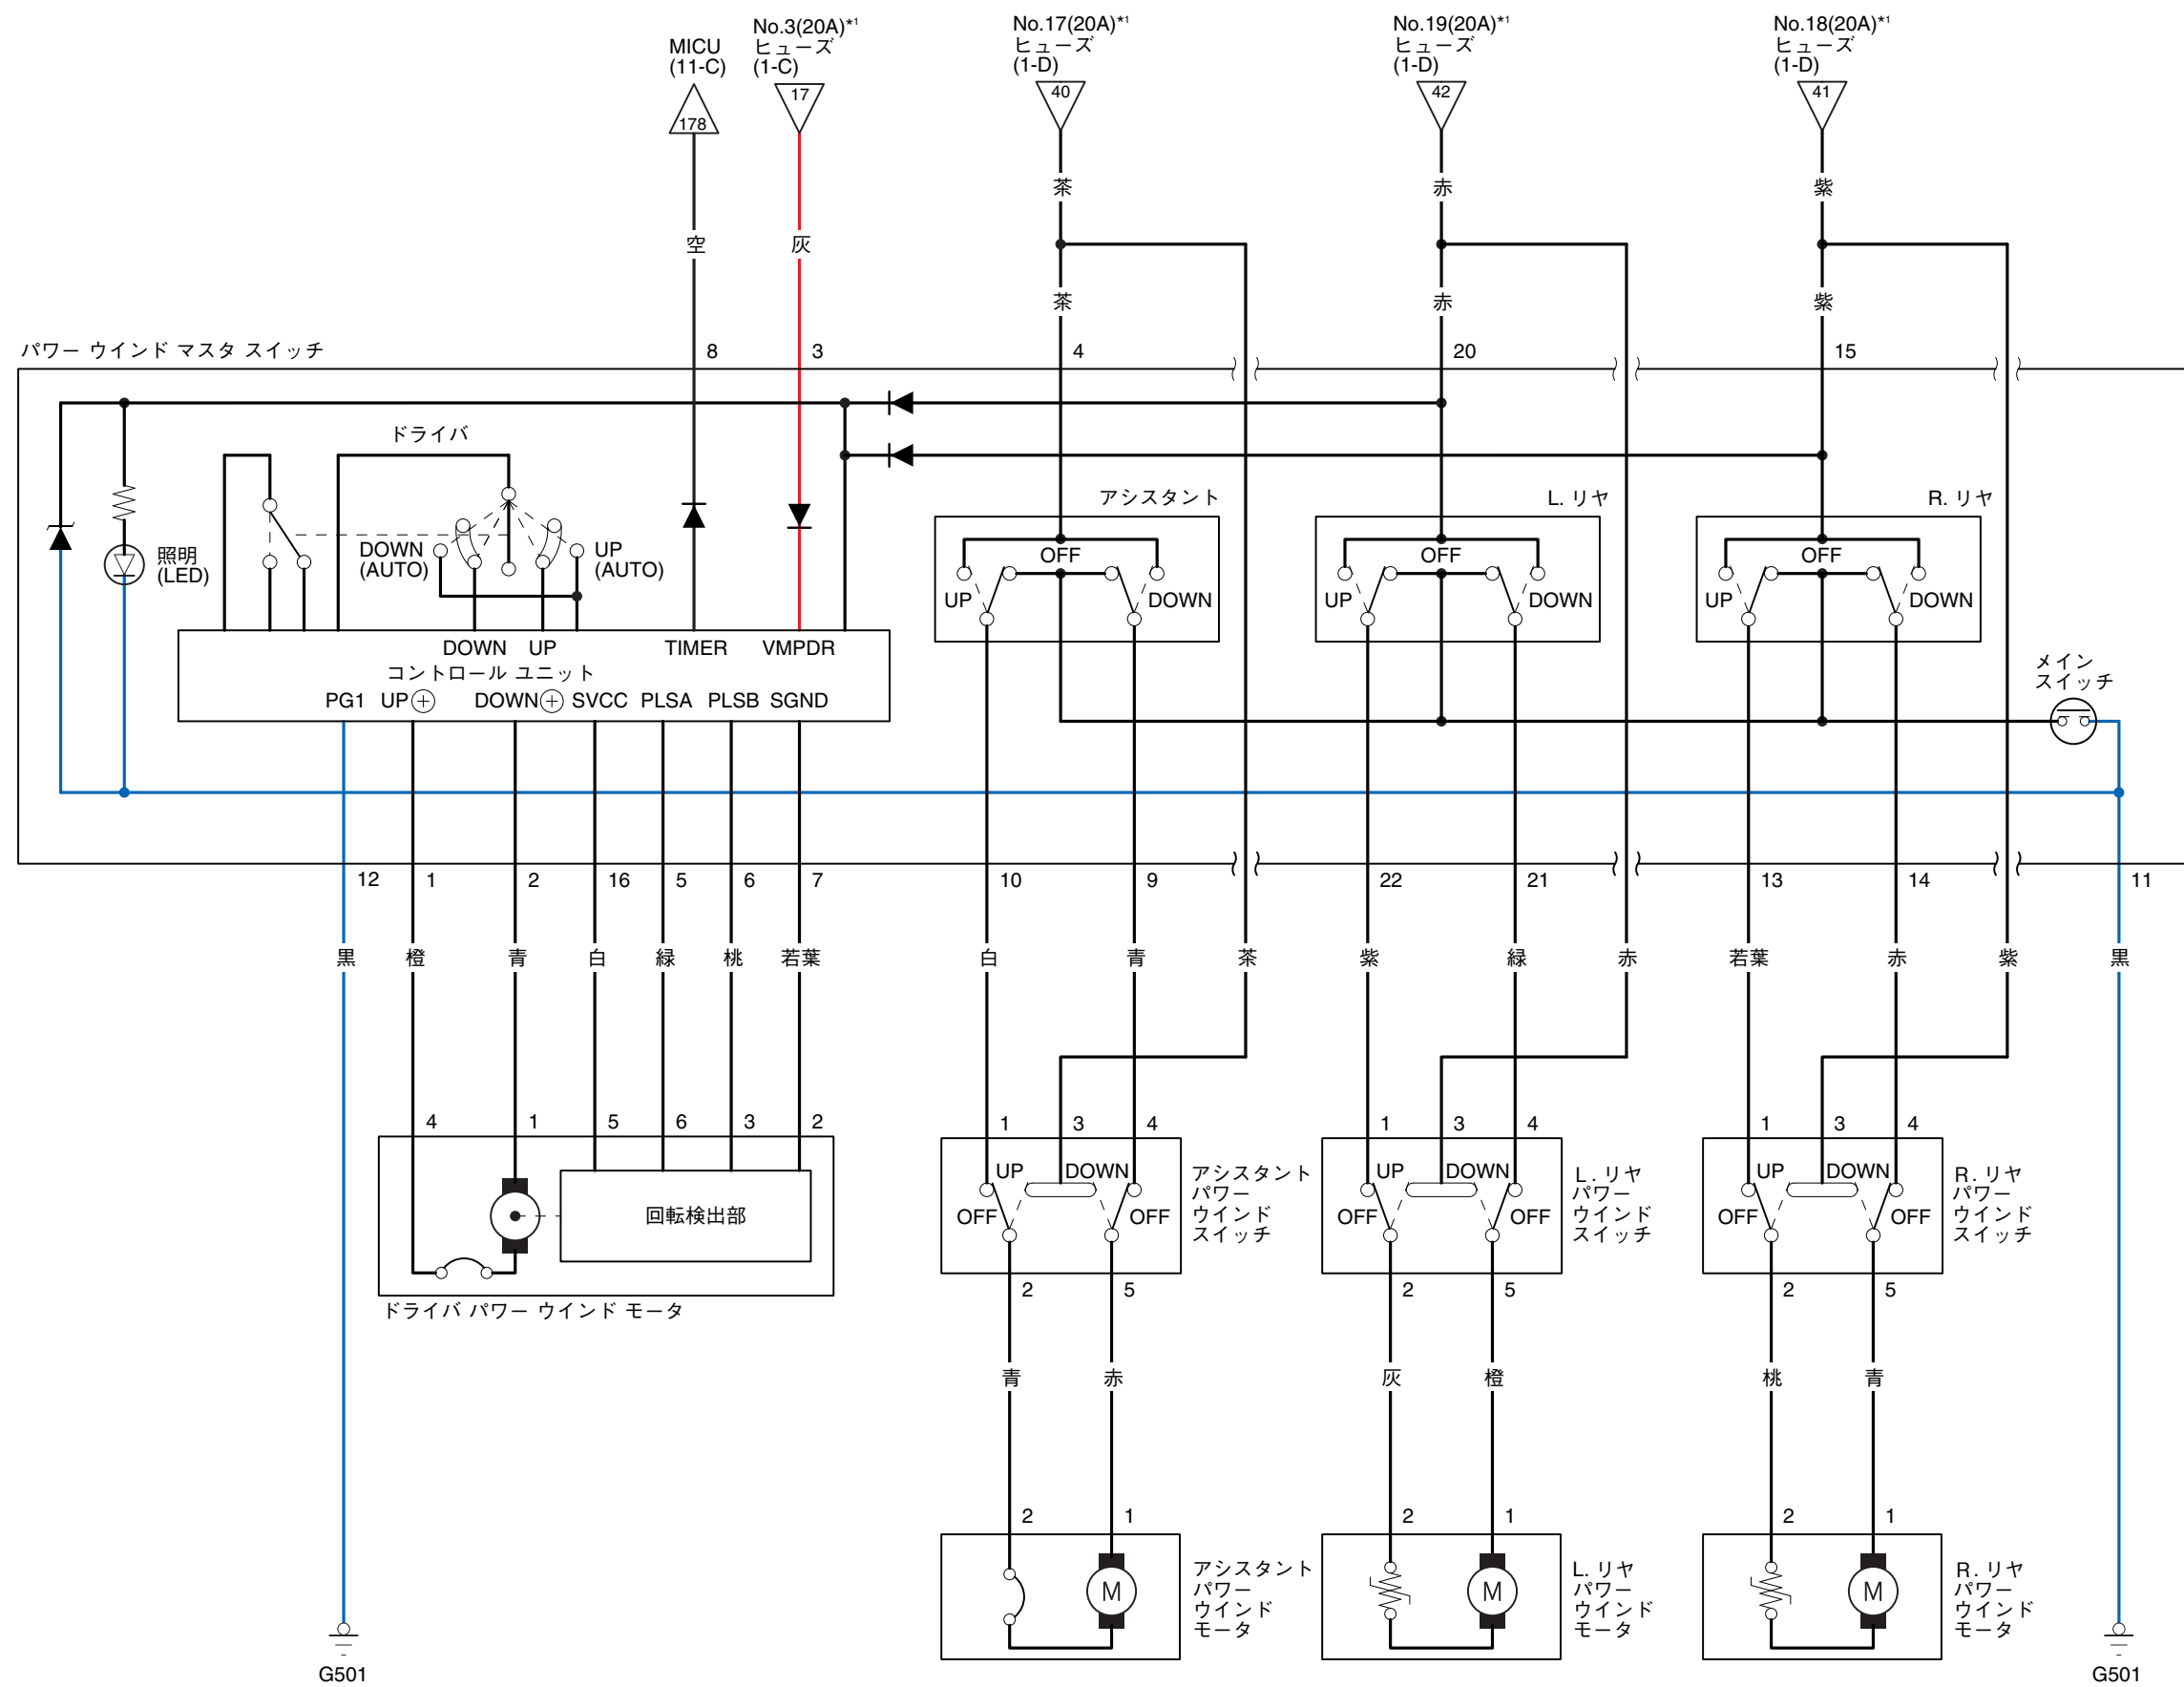 MICU
(11-C)
178
No.3(20A)*1
ヒューズ
(1-C)
17
No.17(20A)*1
ヒューズ
(1-D)
40
No.19(20A)*1
ヒューズ
(1-D)
42
No.18(20A)*1
ヒューズ
(1-D)
41
茶
赤
紫
空
灰
茶
赤
紫
パワー ウインド マスタ スイッチ
8
3
4
20
15
ドライバ
アシスタント
L. リヤ
R. リヤ
照明
(LED)
DOWN
(AUTO)
UP
(AUTO)
OFF
UP
DOWN
OFF
UP
DOWN
OFF
UP
DOWN
DOWN
UP
TIMER
VMPDR
コントロール ユニット
PG1
UP+
DOWN+
SVCC
PLSA
PLSB
SGND
メイン
スイッチ
12
1
2
16
5
6
7
10
9
22
21
13
14
11
黒
橙
青
白
緑
桃
若葉
白
青
茶
紫
緑
赤
若葉
赤
紫
黒
4
1
5
6
3
2
1
3
4
1
3
4
1
3
4
回転検出部
ドライバ パワー ウインド モータ
UP
DOWN
OFF
OFF
アシスタント
パワー
ウインド
スイッチ
UP
DOWN
OFF
OFF
L. リヤ
パワー
ウインド
スイッチ
UP
DOWN
OFF
OFF
R. リヤ
パワー
ウインド
スイッチ
2
5
2
5
2
5
青
赤
灰
橙
桃
青
2
1
2
1
2
1
M
アシスタント
パワー
ウインド
モータ
M
L. リヤ
パワー
ウインド
モータ
M
R. リヤ
パワー
ウインド
モータ
G501
G501